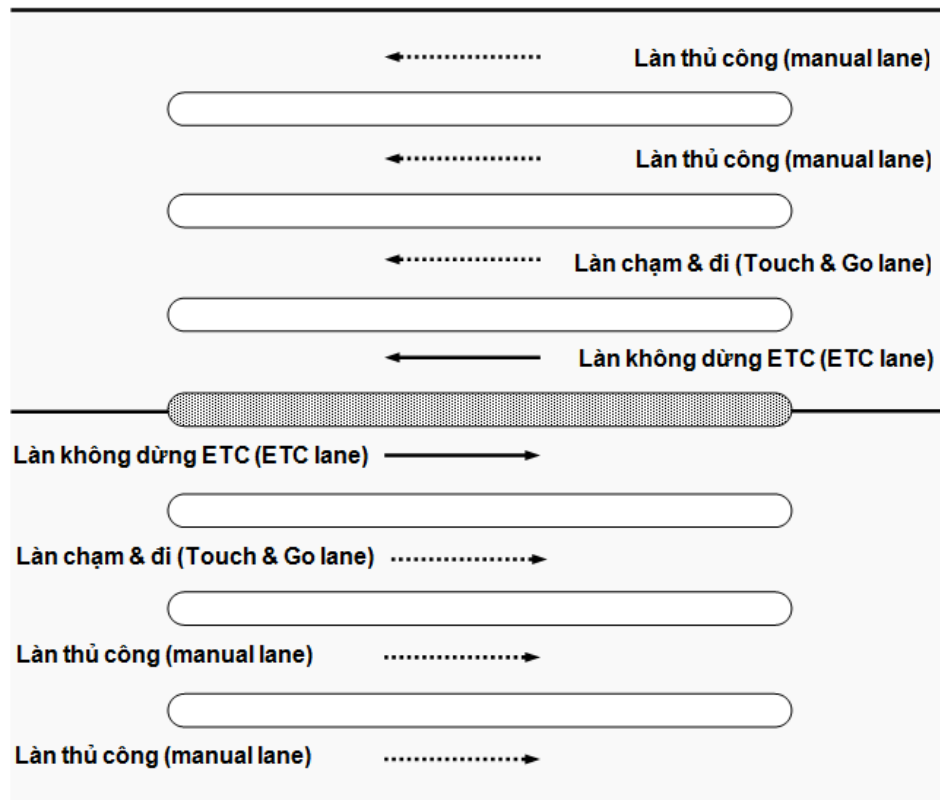 Làn thủ công (manual lane)
Làn thủ công (manual lane)
Làn chạm & đi (Touch & Go lane)
Làn không dừng ETC (ETC lane)
Làn không dừng ETC (ETC lane)
Làn chạm & đi (Touch & Go lane)
Làn thủ công (manual lane)
Làn thủ công (manual lane)